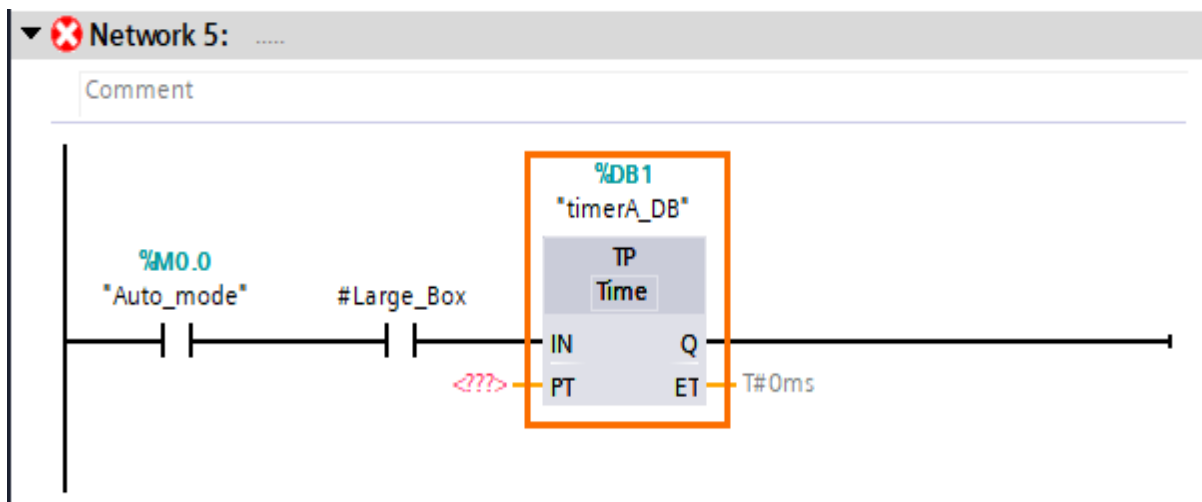 Network 5: .....
Comment
%DB1
"timerA_DB"
TP
Time
%M0.0
"Auto_mode"
#Large_Box
IN
Q
<???>
PT
ET
T#0ms